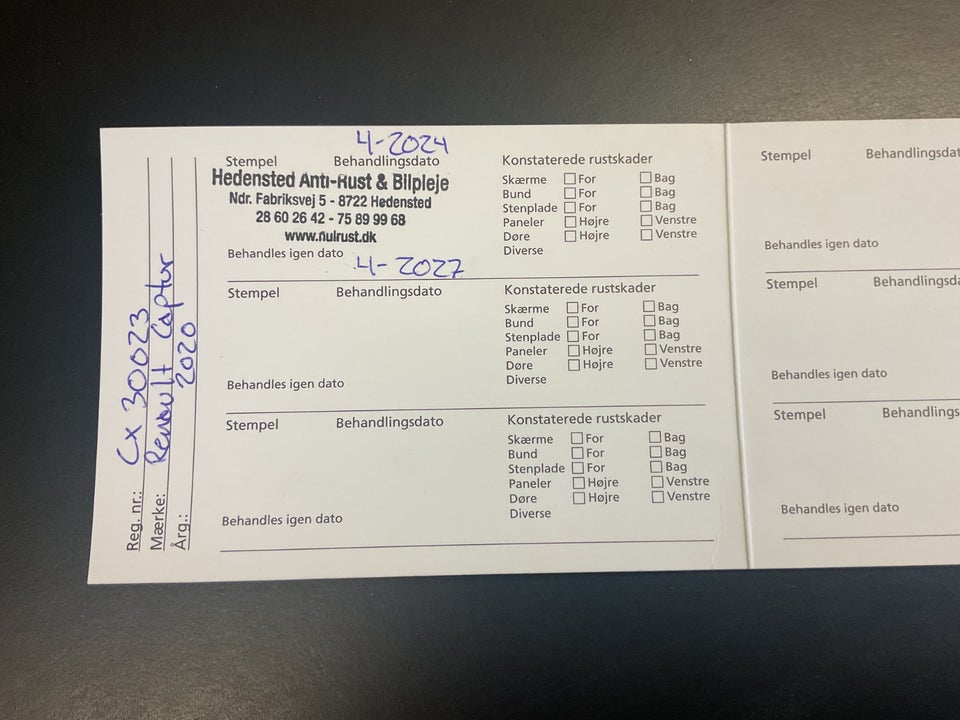 Reg. nr.: CX 30023
Mærke: Renault Captur
Årg.: 2020
4-2024
Stempel Behandlingsdato
Hedensted Anti-Rust & Bilpleje
Ndr. Fabriksvej 5 - 8722 Hedensted
28 60 26 42 - 75 89 99 68
www.nulrust.dk
Behandles igen dato 4-2027
Konstaterede rustskader
Skærme For Bag
Bund For Bag
Stenplade For Bag
Paneler Højre Venstre
Døre Højre Venstre
Diverse
Stempel Behandlingsdato
Behandles igen dato
Konstaterede rustskader
Skærme For Bag
Bund For Bag
Stenplade For Bag
Paneler Højre Venstre
Døre Højre Venstre
Diverse
Stempel Behandlingsdato
Behandles igen dato
Konstaterede rustskader
Skærme For Bag
Bund For Bag
Stenplade For Bag
Paneler Højre Venstre
Døre Højre Venstre
Diverse
Stempel Behandlingsdat
Behandles igen dato
Stempel Behandlingsda
Behandles igen dato
Stempel Behandlings
Behandles igen dato